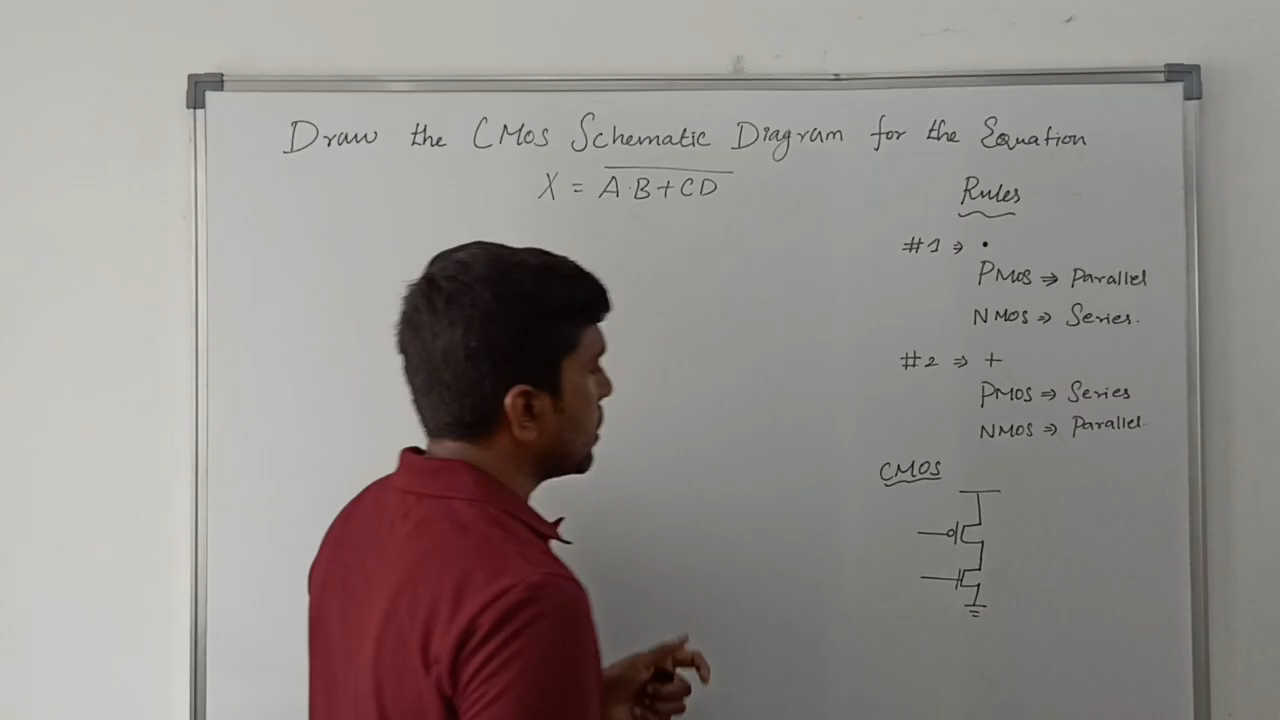 Draw the CMOS Schematic Diagram for the Equation
X = \overline{A·B+CD}
Rules
#1 ⇒ •
PMOS ⇒ Parallel
NMOS ⇒ Series.
#2 ⇒ +
PMOS ⇒ Series
NMOS ⇒ Parallel.
CMOS